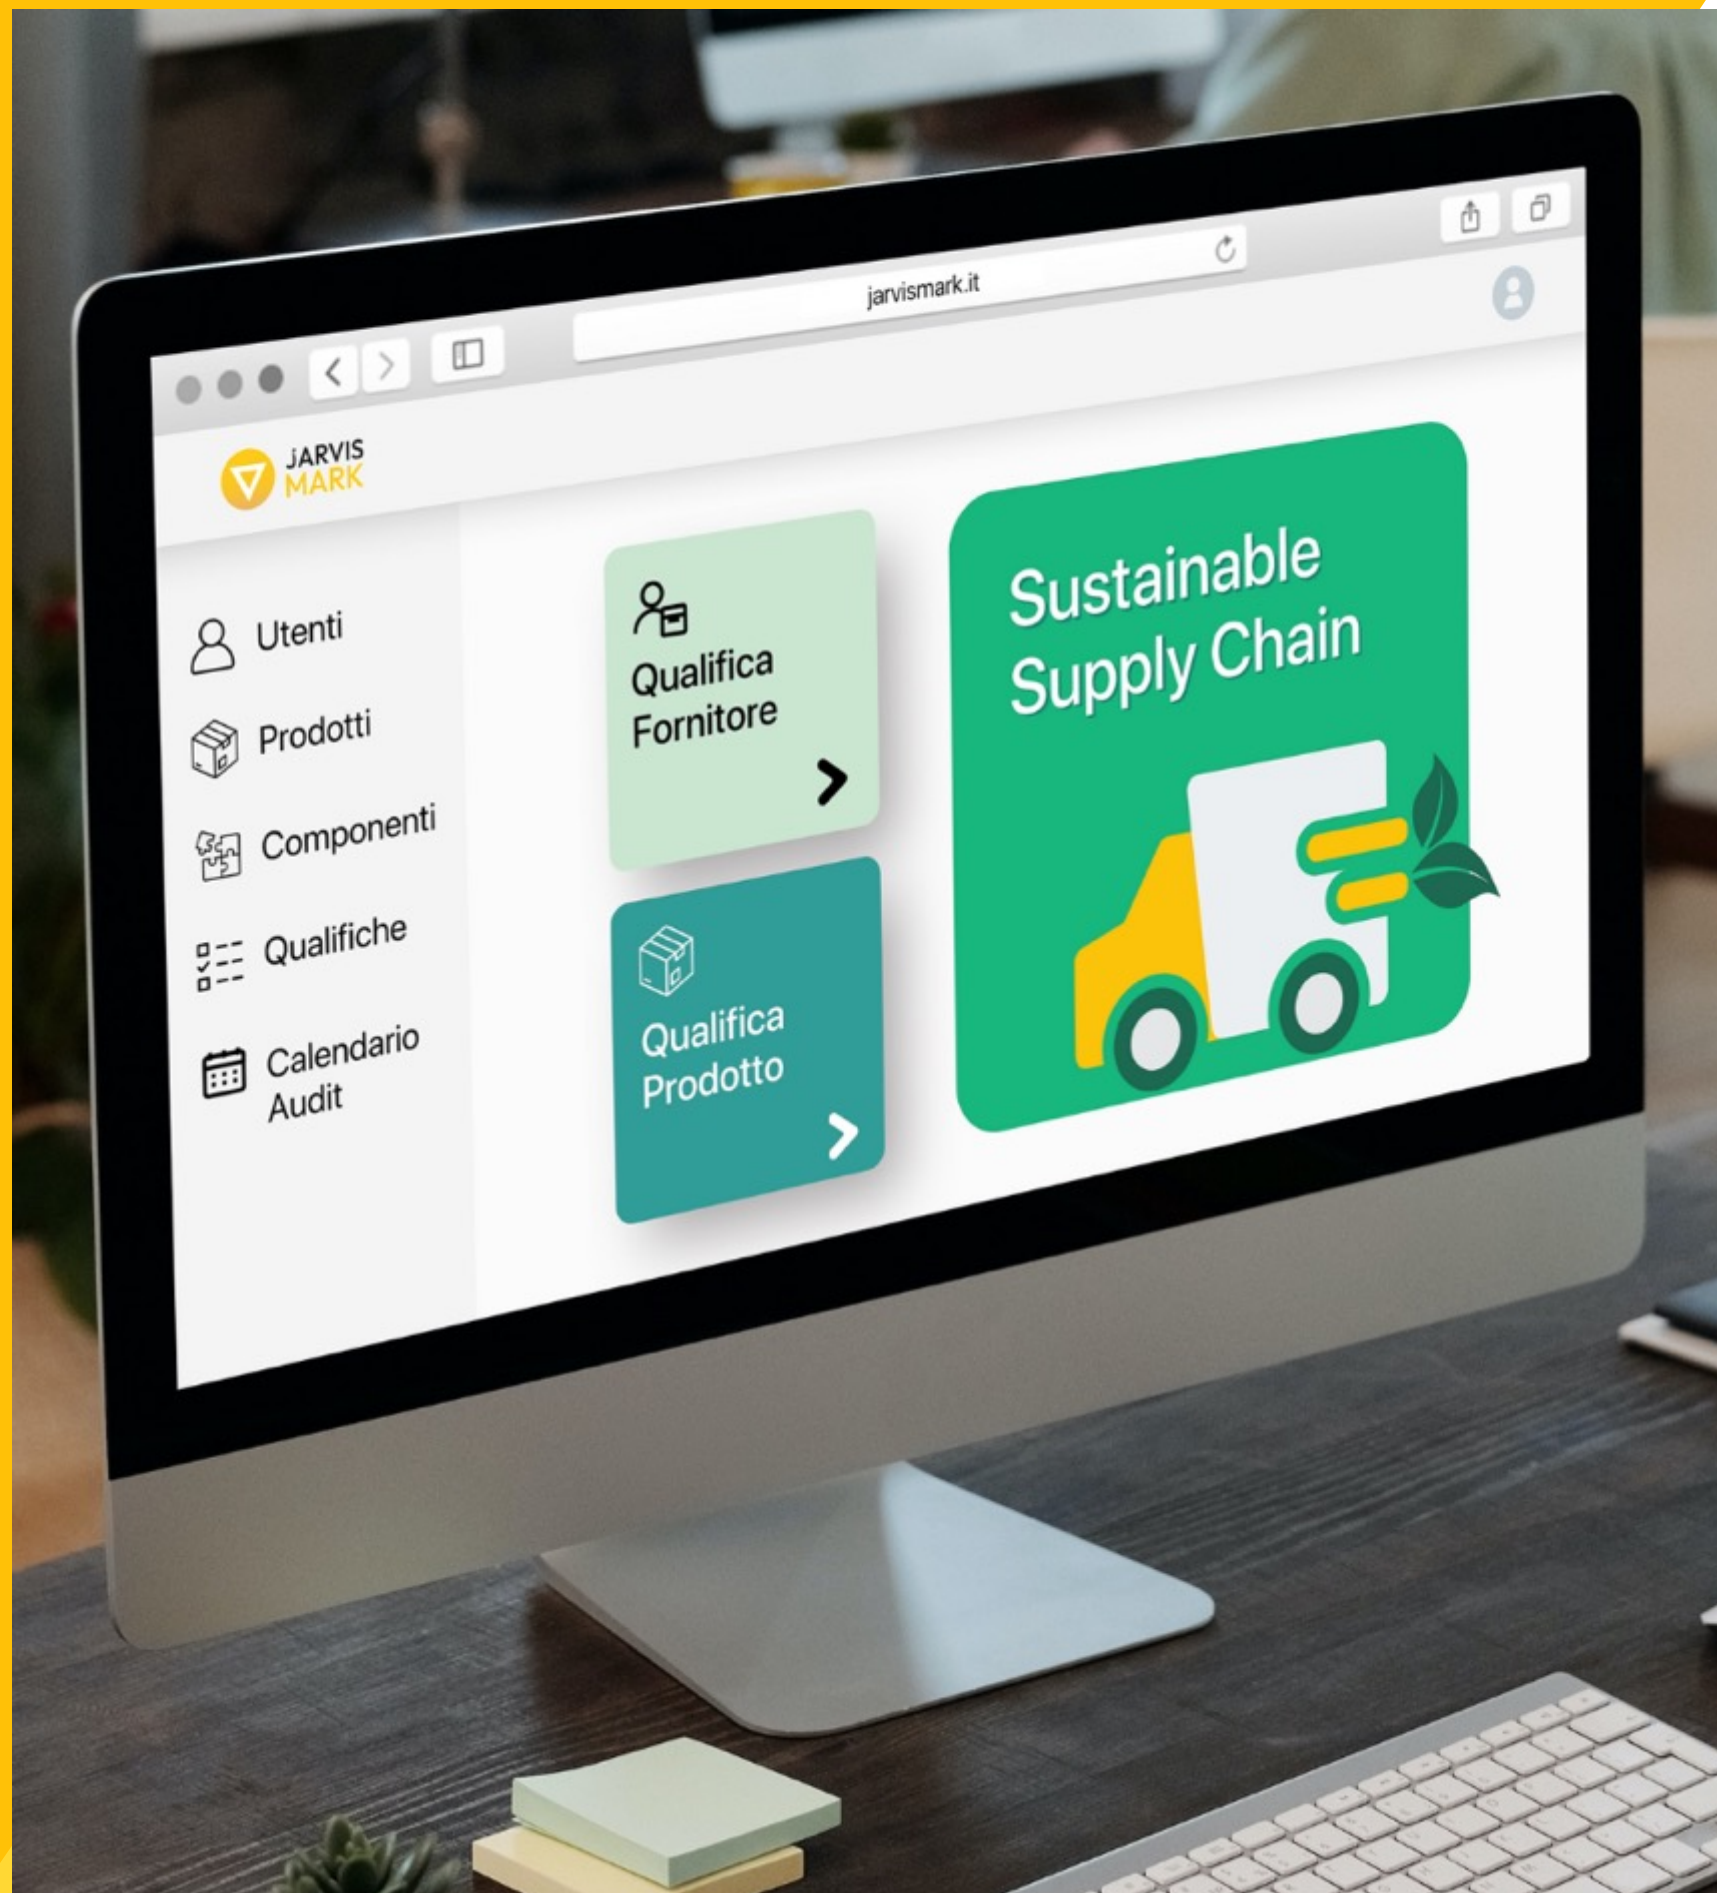 jarvismark.it
JARVIS
MARK
Utenti
Prodotti
Componenti
Qualifiche
Calendario
Audit
Qualifica
Fornitore
Qualifica
Prodotto
Sustainable
Supply Chain